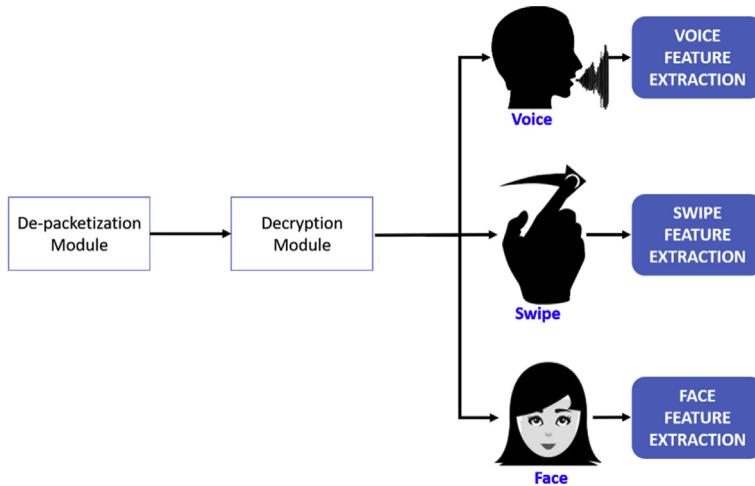 VOICE
FEATURE
EXTRACTION
Voice
De-packetization
Module
Decryption
Module
SWIPE
FEATURE
EXTRACTION
Swipe
FACE
FEATURE
EXTRACTION
Face